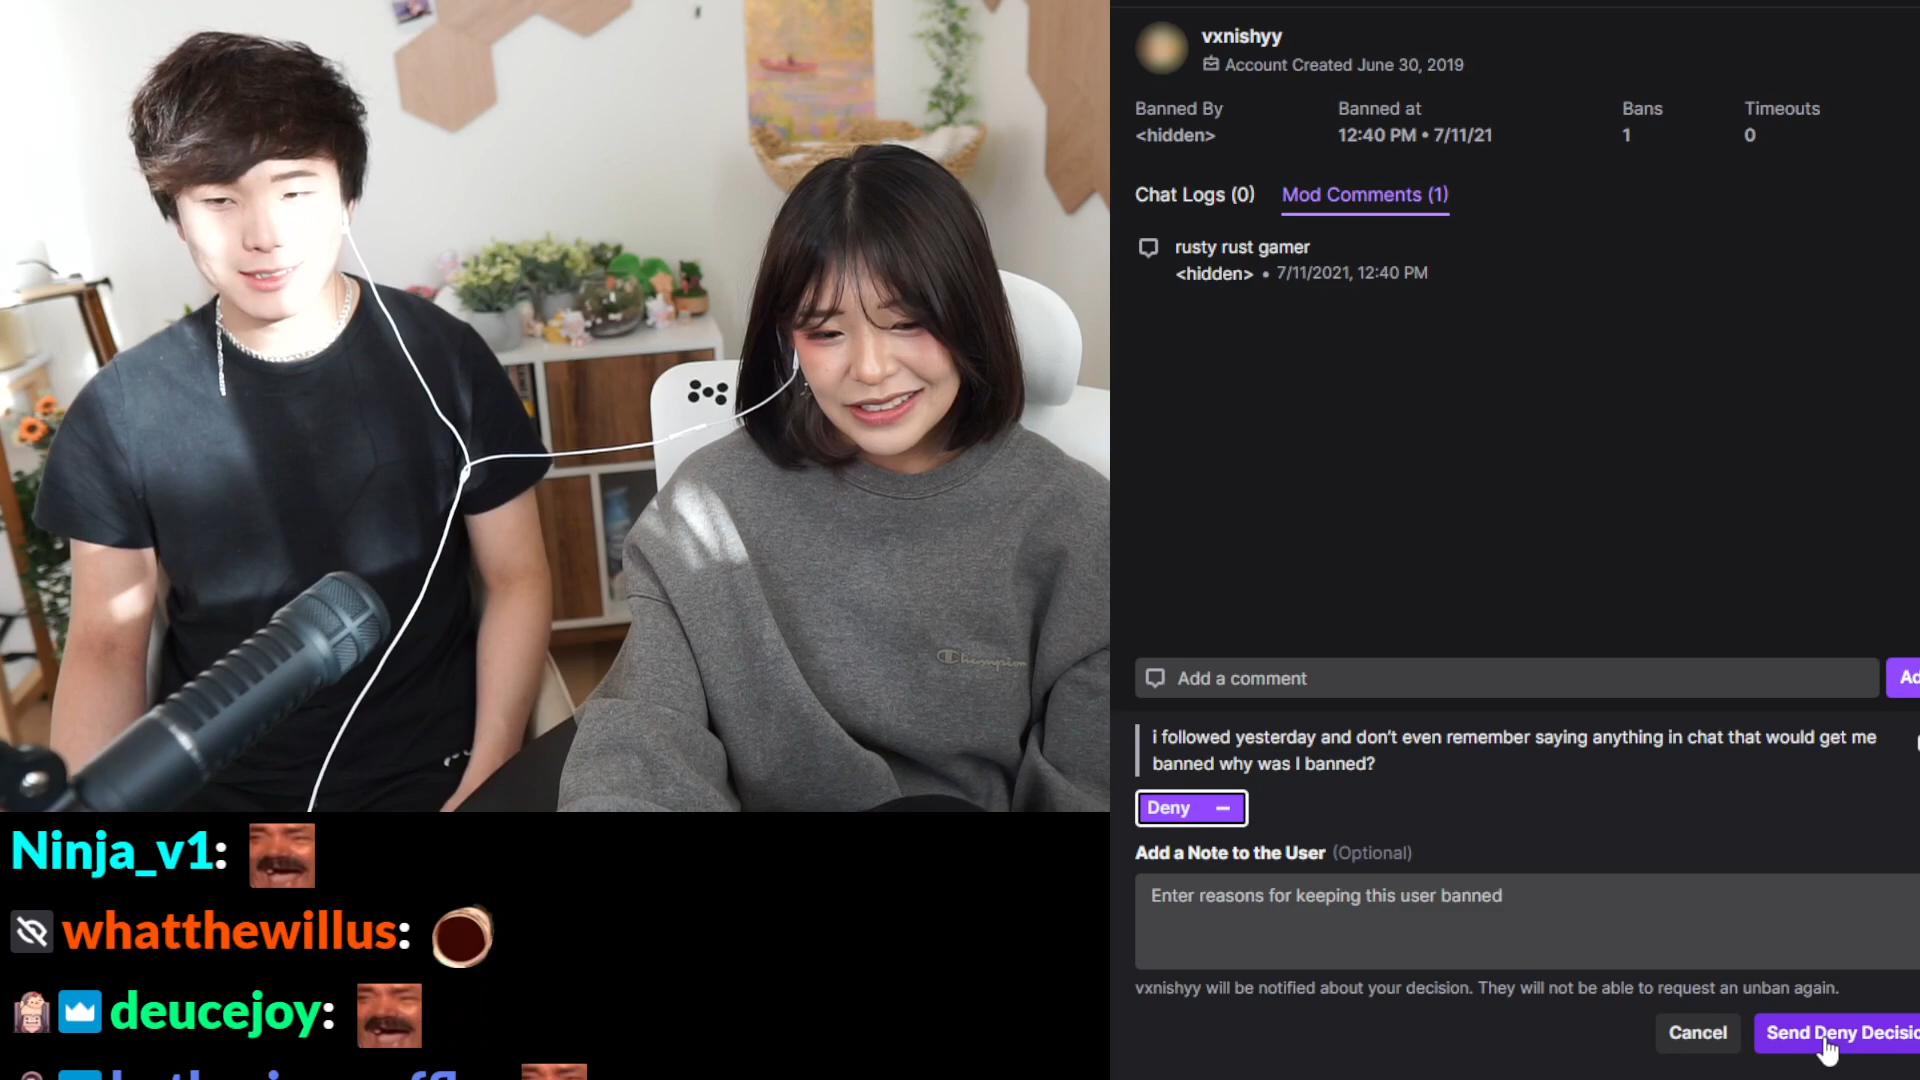 vxnishyy
Account Created June 30, 2019
Banned By
Banned at
Bans
Timeouts
<hidden>
12:40 PM • 7/11/21
1
0
Chat Logs (0)
Mod Comments (1)
rusty rust gamer
<hidden> • 7/11/2021, 12:40 PM
Champion
Add a comment
Ad
i followed yesterday and don't even remember saying anything in chat that would get me
banned why was I banned?
Deny
Add a Note to the User (Optional)
Enter reasons for keeping this user banned
vxnishyy will be notified about your decision. They will not be able to request an unban again.
Cancel
Send Deny Decisio
Ninja_v1:
whatthewillus:
deucejoy: